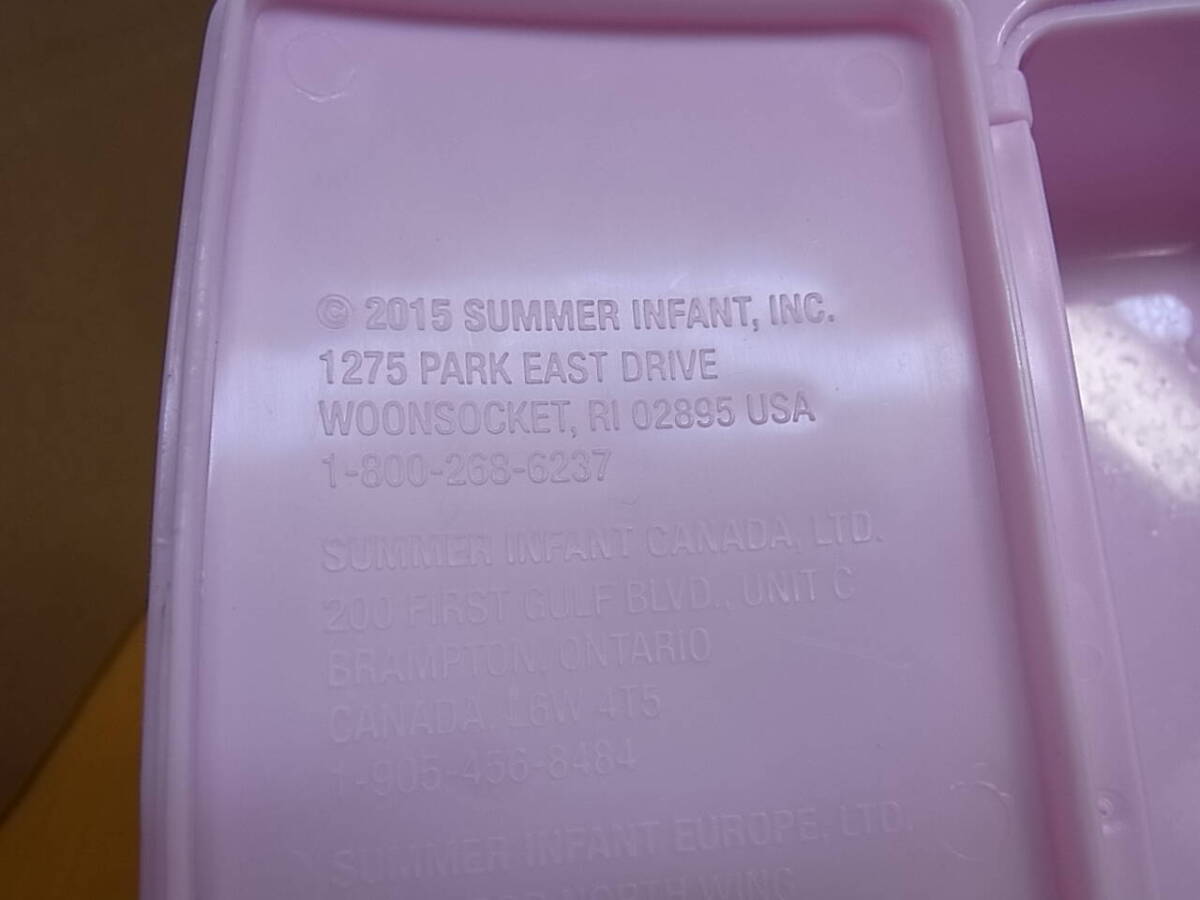 © 2015 SUMMER INFANT, INC.
1275 PARK EAST DRIVE
WOONSOCKET, RI 02895 USA
1-800-268-6237
SUMMER INFANT CANADA, LTD.
200 FIRST GULF BLVD., UNIT C
BRAMPTON, ONTARIO
CANADA, L6W 4T5
1-905-456-8484
SUMMER INFANT EUROPE, LTD.
NORTH WING